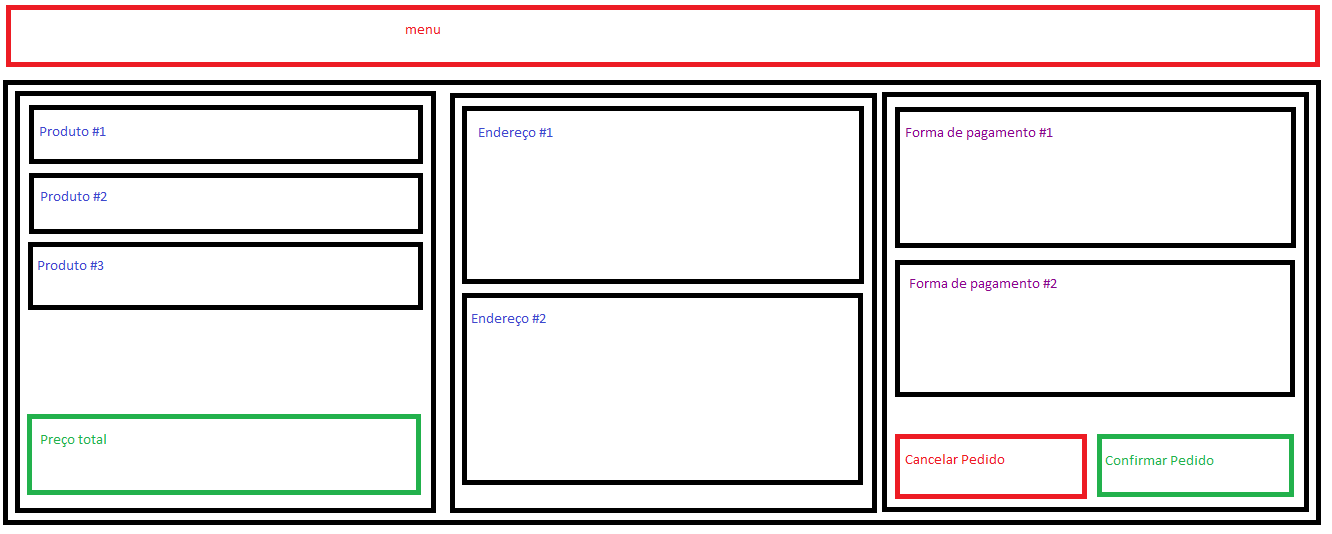 menu
Produto #1
Produto #2
Produto #3
Preço total
Endereço #1
Endereço #2
Forma de pagamento #1
Forma de pagamento #2
Cancelar Pedido
Confirmar Pedido